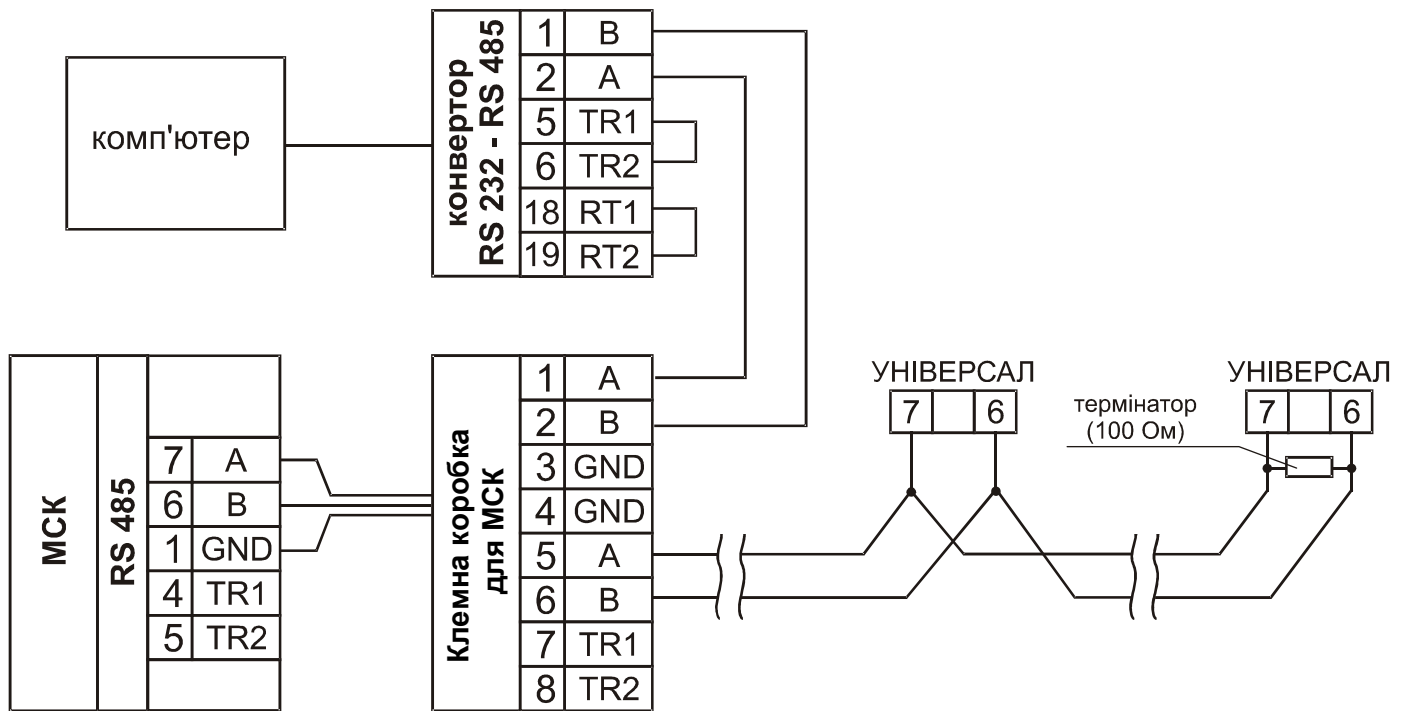 комп'ютер
конвертор
RS 232 - RS 485
1 B
2 A
5 TR1
6 TR2
18 RT1
19 RT2
МСК
RS 485
7 A
6 B
1 GND
4 TR1
5 TR2
Клемна коробка
для МСК
1 A
2 B
3 GND
4 GND
5 A
6 B
7 TR1
8 TR2
УНІВЕРСАЛ
7 6
термінатор
(100 Ом)
УНІВЕРСАЛ
7 6